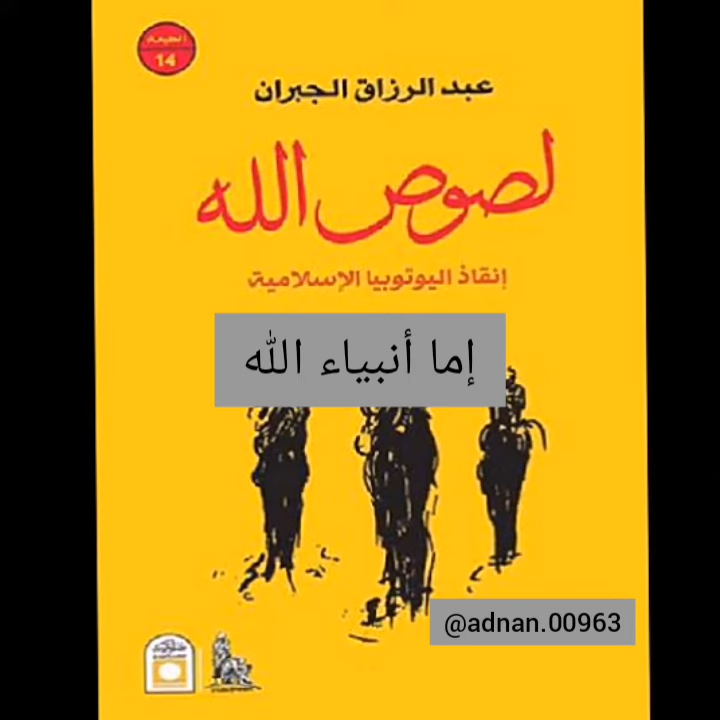 الطبعة
14
عبد الرزاق الجبران
لصوص الله
إنقاذ اليوتوبيا الإسلامية
إما أنبياء الله
@adnan.00963